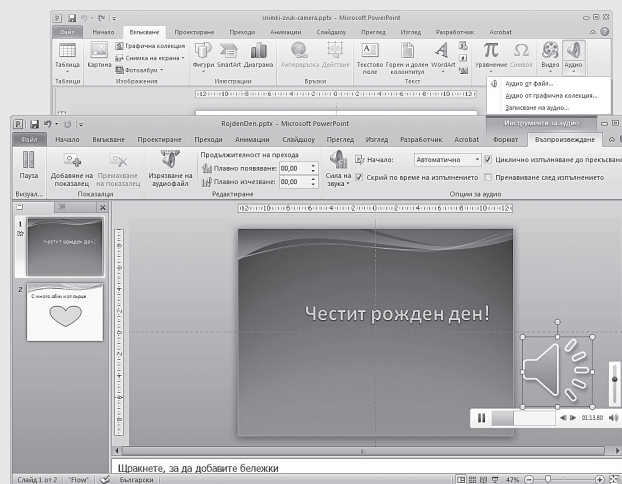 snimki-zvuk-camera.pptx - Microsoft PowerPoint
Файл Начало Вмъкване Проектиране Преходи Анимации Слайдшоу Преглед Изглед Разработчик Acrobat
Таблица Картина Графична колекция Снимка на екрана Фотоалбум Фигури SmartArt Диаграма Хипервръзка Действие Текстово поле Горен и долен колонтитул WordArt Уравнение Символ Видео Аудио
Таблици Изображения Илюстрации Връзки Текст
Аудио от файл...
Аудио от графична колекция...
Записване на аудио...
RojdenDen.pptx - Microsoft PowerPoint Инструменти за аудио
Файл Начало Вмъкване Проектиране Преходи Анимации Слайдшоу Преглед Изглед Разработчик Acrobat Формат Възпроизвеждане
Пауза Добавяне на показалец Премахване на показалец Изрязване на аудиофайл
Продължителност на прехода
Плавно появяване: 00,00
Плавно изчезване: 00,00
Сила на звука
Начало: Автоматично
Скрий по време на изпълнението
Циклично изпълняване до прекъсване
Пренавиване след изпълнението
Визуал... Показалци Редактиране Опции за аудио
1
Честит рожден ден!
2
С много обич и от сърце
Честит рожден ден!
01:13.80
Щракнете, за да добавите бележки
Слайд 1 от 2 "Flow" Български 47%